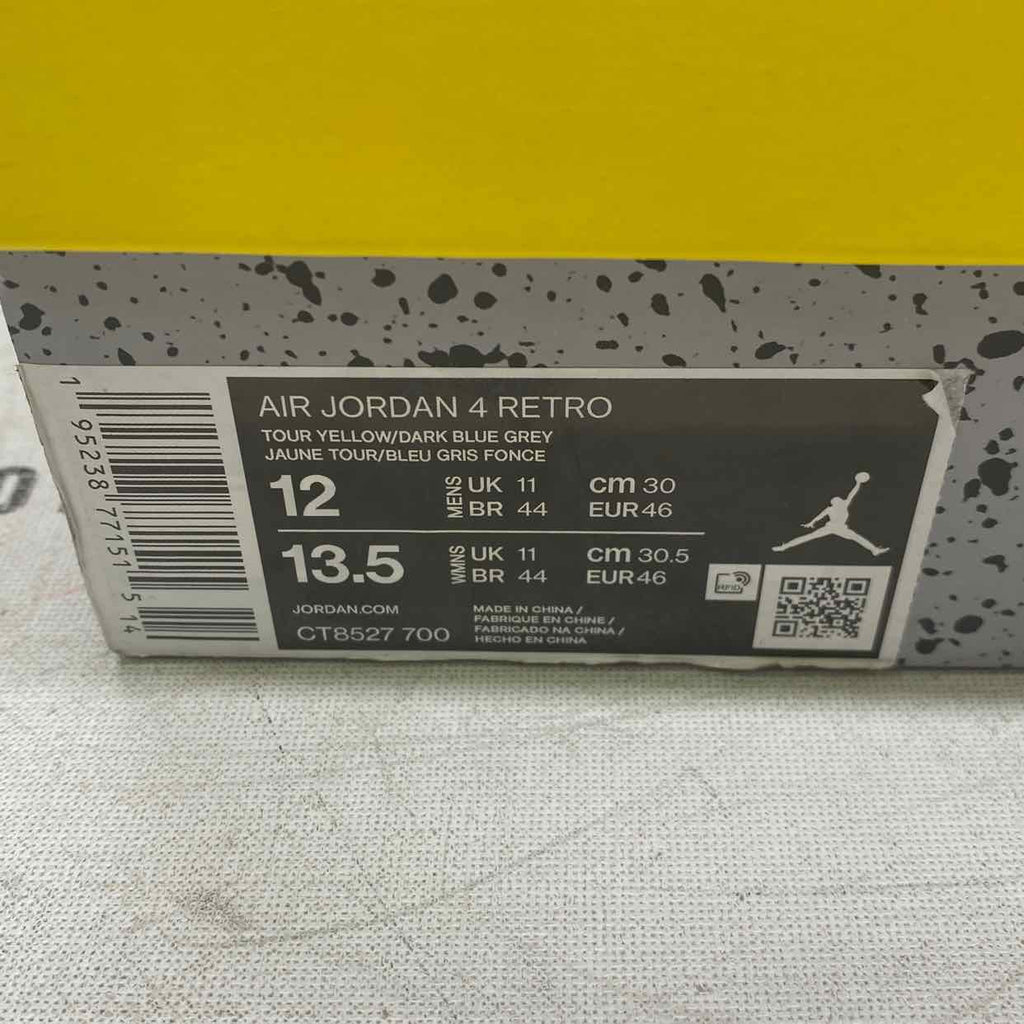 AIR JORDAN 4 RETRO
TOUR YELLOW/DARK BLUE GREY
JAUNE TOUR/BLEU GRIS FONCE
12 MENS UK 11 cm 30
BR 44 EUR 46
13.5 WMNS UK 11 cm 30.5
BR 44 EUR 46
JORDAN.COM
CT8527 700
MADE IN CHINA /
FABRIQUE EN CHINE /
FABRICADO NA CHINA /
HECHO EN CHINA
RFID
1 95238 77151 5 14